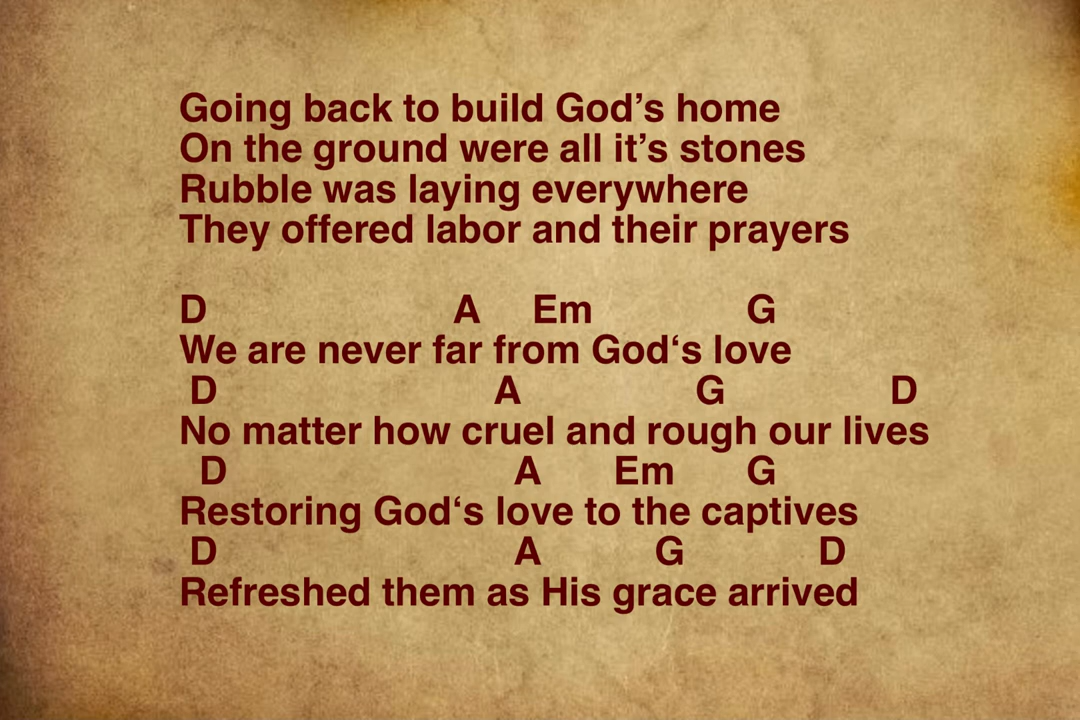 Going back to build God’s home
On the ground were all it’s stones
Rubble was laying everywhere
They offered labor and their prayers
D A Em G
We are never far from God‘s love
D A G D
No matter how cruel and rough our lives
D A Em G
Restoring God‘s love to the captives
D A G D
Refreshed them as His grace arrived